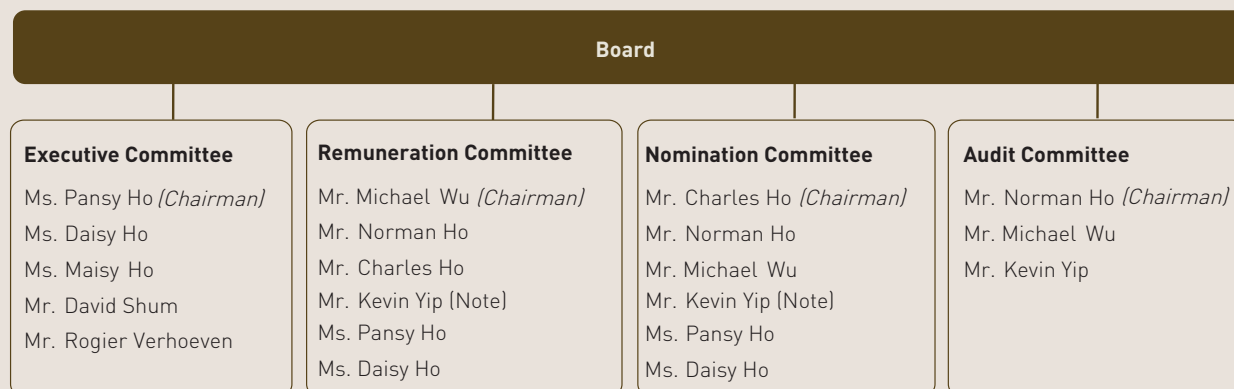 Board
Executive Committee
Ms. Pansy Ho (Chairman)
Ms. Daisy Ho
Ms. Maisy Ho
Mr. David Shum
Mr. Rogier Verhoeven
Remuneration Committee
Mr. Michael Wu (Chairman)
Mr. Norman Ho
Mr. Charles Ho
Mr. Kevin Yip (Note)
Ms. Pansy Ho
Ms. Daisy Ho
Nomination Committee
Mr. Charles Ho (Chairman)
Mr. Norman Ho
Mr. Michael Wu
Mr. Kevin Yip (Note)
Ms. Pansy Ho
Ms. Daisy Ho
Audit Committee
Mr. Norman Ho (Chairman)
Mr. Michael Wu
Mr. Kevin Yip